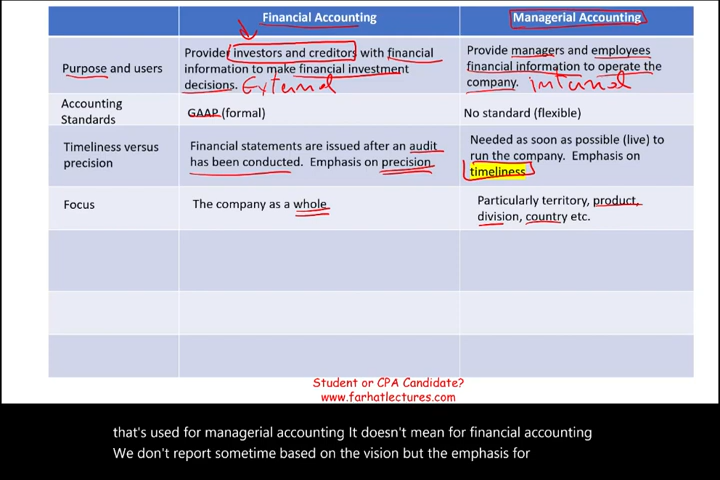 Financial Accounting
Managerial Accounting
Purpose and users
Provider investors and creditors with financial
information to make financial investment
decisions. External
Provide managers and employees
financial information to operate the
company. internal
Accounting
Standards
GAAP (formal)
No standard (flexible)
Timeliness versus
precision
Financial statements are issued after an audit
has been conducted.  Emphasis on precision
Needed as soon as possible (live) to
run the company.  Emphasis on
timeliness
Focus
The company as a whole
Particularly territory, product,
division, country etc.
Student or CPA Candidate?
www.farhatlectures.com
that's used for managerial accounting It doesn't mean for financial accounting
We don't report sometime based on the vision but the emphasis for